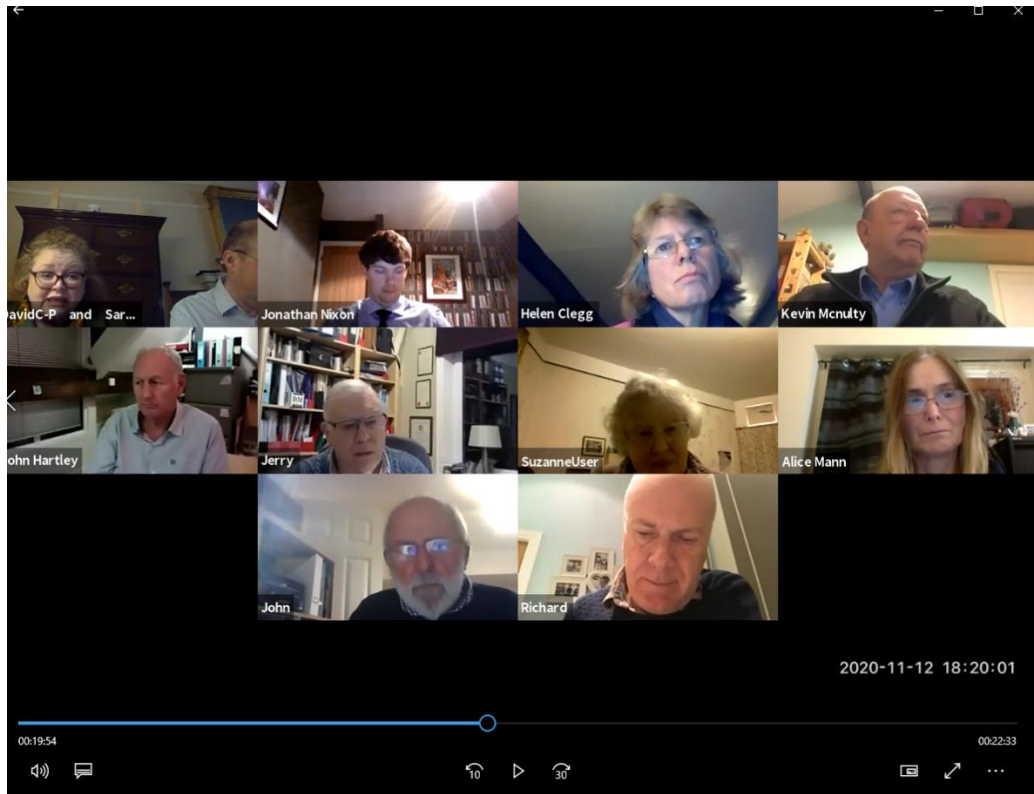 avidC-P and Sar...
Jonathan Nixon
Helen Clegg
Kevin Mcnulty
ohn Hartley
Jerry
SuzanneUser
Alice Mann
John
Richard
2020-11-12 18:20:01
00:19:54
00:22:33
10
30